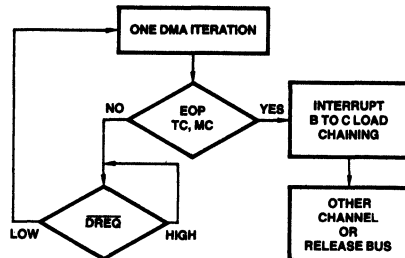 ONE DMA ITERATION
EOP
TC, MC
NO
YES
INTERRUPT
B TO C LOAD
CHAINING
DREQ
LOW
HIGH
OTHER
CHANNEL
OR
RELEASE BUS